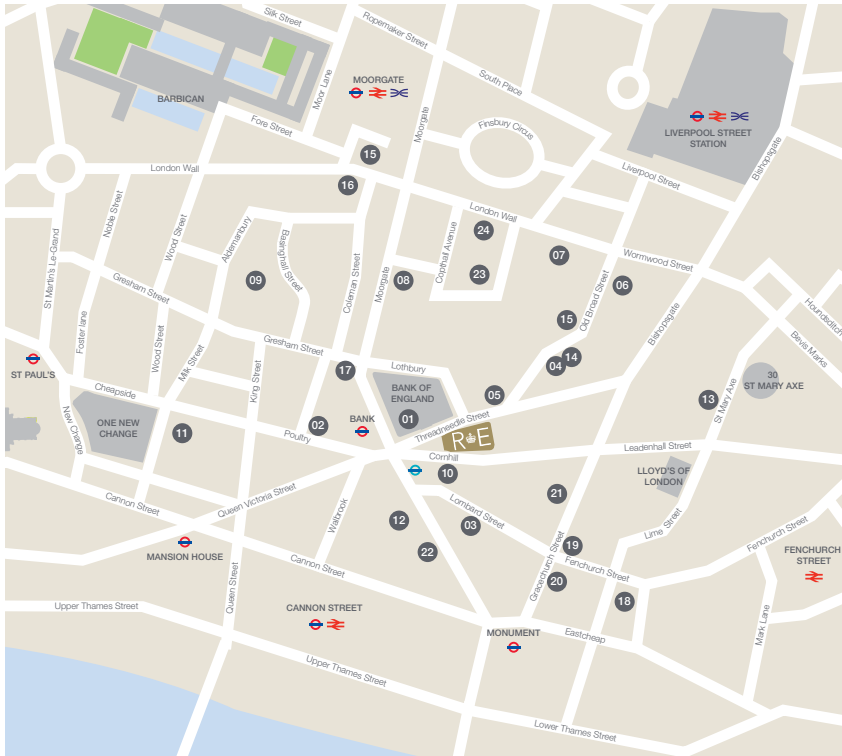 Silk Street
Ropemaker Street
MOORGATE
Moor Lane
South Place
BARBICAN
Fore Street
Moorgate
Finsbury Circus
LIVERPOOL STREET
STATION
Bishopsgate
15
London Wall
16
Liverpool Street
Noble Street
Wood Street
Aldermanbury
Basinghall Street
London Wall
24
St Martin's Le-Grand
Copthall Avenue
07
Wormwood Street
Gresham Street
09
Coleman Street
Moorgate
08
23
06
Old Broad Street
15
Bishopsgate
Houndsditch
Bevis Marks
Foster lane
Wood Street
Milk Street
Gresham Street
Lothbury
14
04
ST PAUL'S
17
30
ST MARY AXE
Cheapside
King Street
BANK OF
ENGLAND
05
13
St Mary Axe
New Change
ONE NEW
CHANGE
11
02
BANK
01
Threadneedle Street
R E
Poultry
Cornhill
Leadenhall Street
10
LLOYD'S OF
LONDON
Cannon Street
Queen Victoria Street
Walbrook
12
Lombard Street
03
21
Lime Street
Fenchurch Street
MANSION HOUSE
22
19
FENCHURCH
STREET
Cannon Street
Gracechurch Street
Fenchurch Street
20
18
Queen Street
Upper Thames Street
CANNON STREET
MONUMENT
Eastcheap
Mark Lane
Upper Thames Street
Lower Thames Street